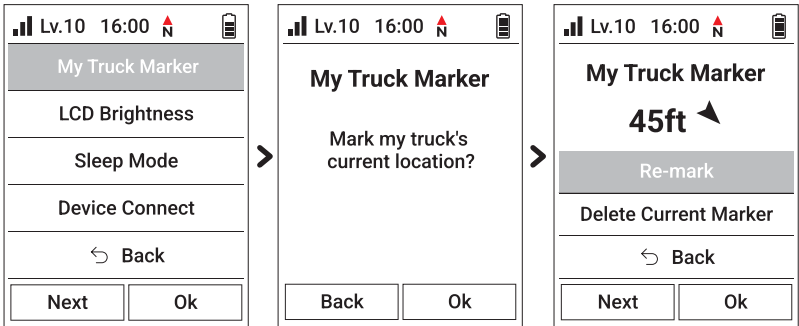 Lv.10 16:00 N
My Truck Marker
LCD Brightness
Sleep Mode
Device Connect
Back
Next Ok
Lv.10 16:00 N
My Truck Marker
Mark my truck's
current location?
Back Ok
Lv.10 16:00 N
My Truck Marker
45ft
Re-mark
Delete Current Marker
Back
Next Ok